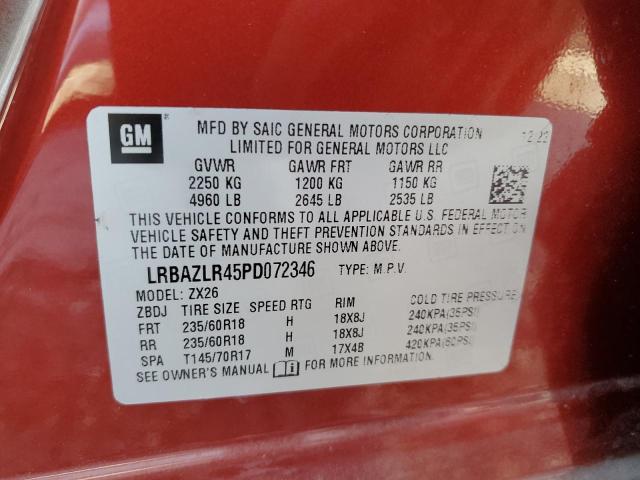 GM
MFD BY SAIC GENERAL MOTORS CORPORATION 12/22
LIMITED FOR GENERAL MOTORS LLC
GVWR GAWR FRT GAWR RR
2250 KG 1200 KG 1150 KG
4960 LB 2645 LB 2535 LB
THIS VEHICLE CONFORMS TO ALL APPLICABLE U.S. FEDERAL MOTOR
VEHICLE SAFETY AND THEFT PREVENTION STANDARDS IN EFFECT ON
THE DATE OF MANUFACTURE SHOWN ABOVE.
LRBAZLR45PD072346 TYPE: M.P.V.
MODEL: ZX26
ZBDJ TIRE SIZE SPEED RTG RIM COLD TIRE PRESSURE
FRT 235/60R18 H 18X8J 240KPA(35PSI)
RR 235/60R18 H 18X8J 240KPA(35PSI)
SPA T145/70R17 M 17X4B 420KPA(60PSI)
SEE OWNER'S MANUAL FOR MORE INFORMATION.